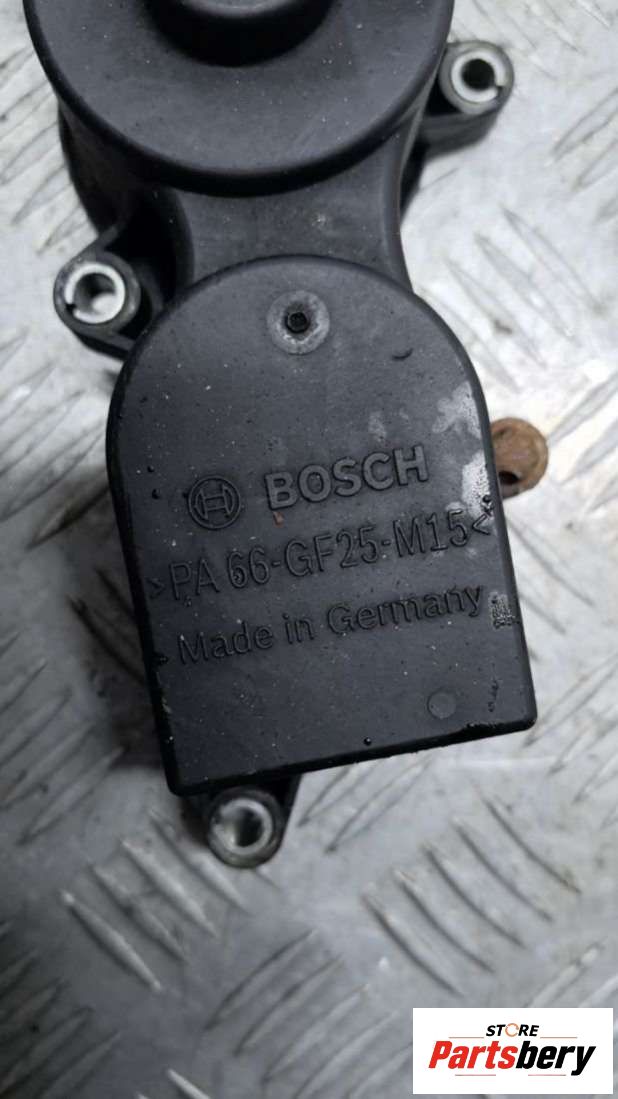 BOSCH
>PA 66-GF25-M15<
Made in Germany
STORE
Partsbery